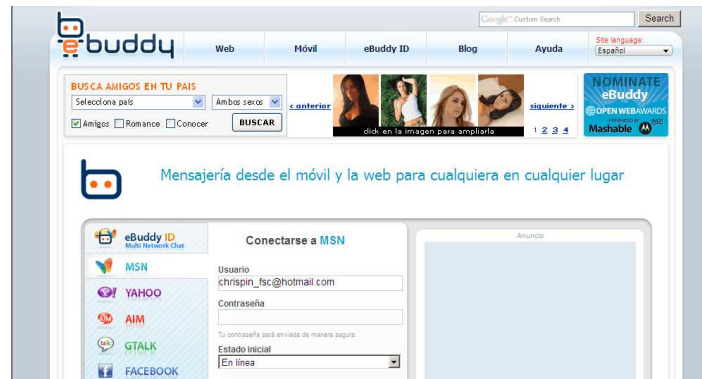 Google™ Custom Search
Search
ebuddy
Web
Móvil
eBuddy ID
Blog
Ayuda
Site language:
Español
BUSCA AMIGOS EN TU PAIS
Selecciona país
Ambos sexos
Amigos
Romance
Conocer
BUSCAR
< anterior
click en la imagen para ampliarla
siguiente >
1 2 3 4
NOMINATE
eBuddy
OPEN WEB AWARDS
Mashable
Mensajería desde el móvil y la web para cualquiera en cualquier lugar
eBuddy ID
Multi Network Chat
MSN
YAHOO
AIM
GTALK
FACEBOOK
Conectarse a MSN
Usuario
chrispin_fsc@hotmail.com
Contraseña
Tu contraseña será enviada de manera segura.
Estado inicial
En línea
Anuncio